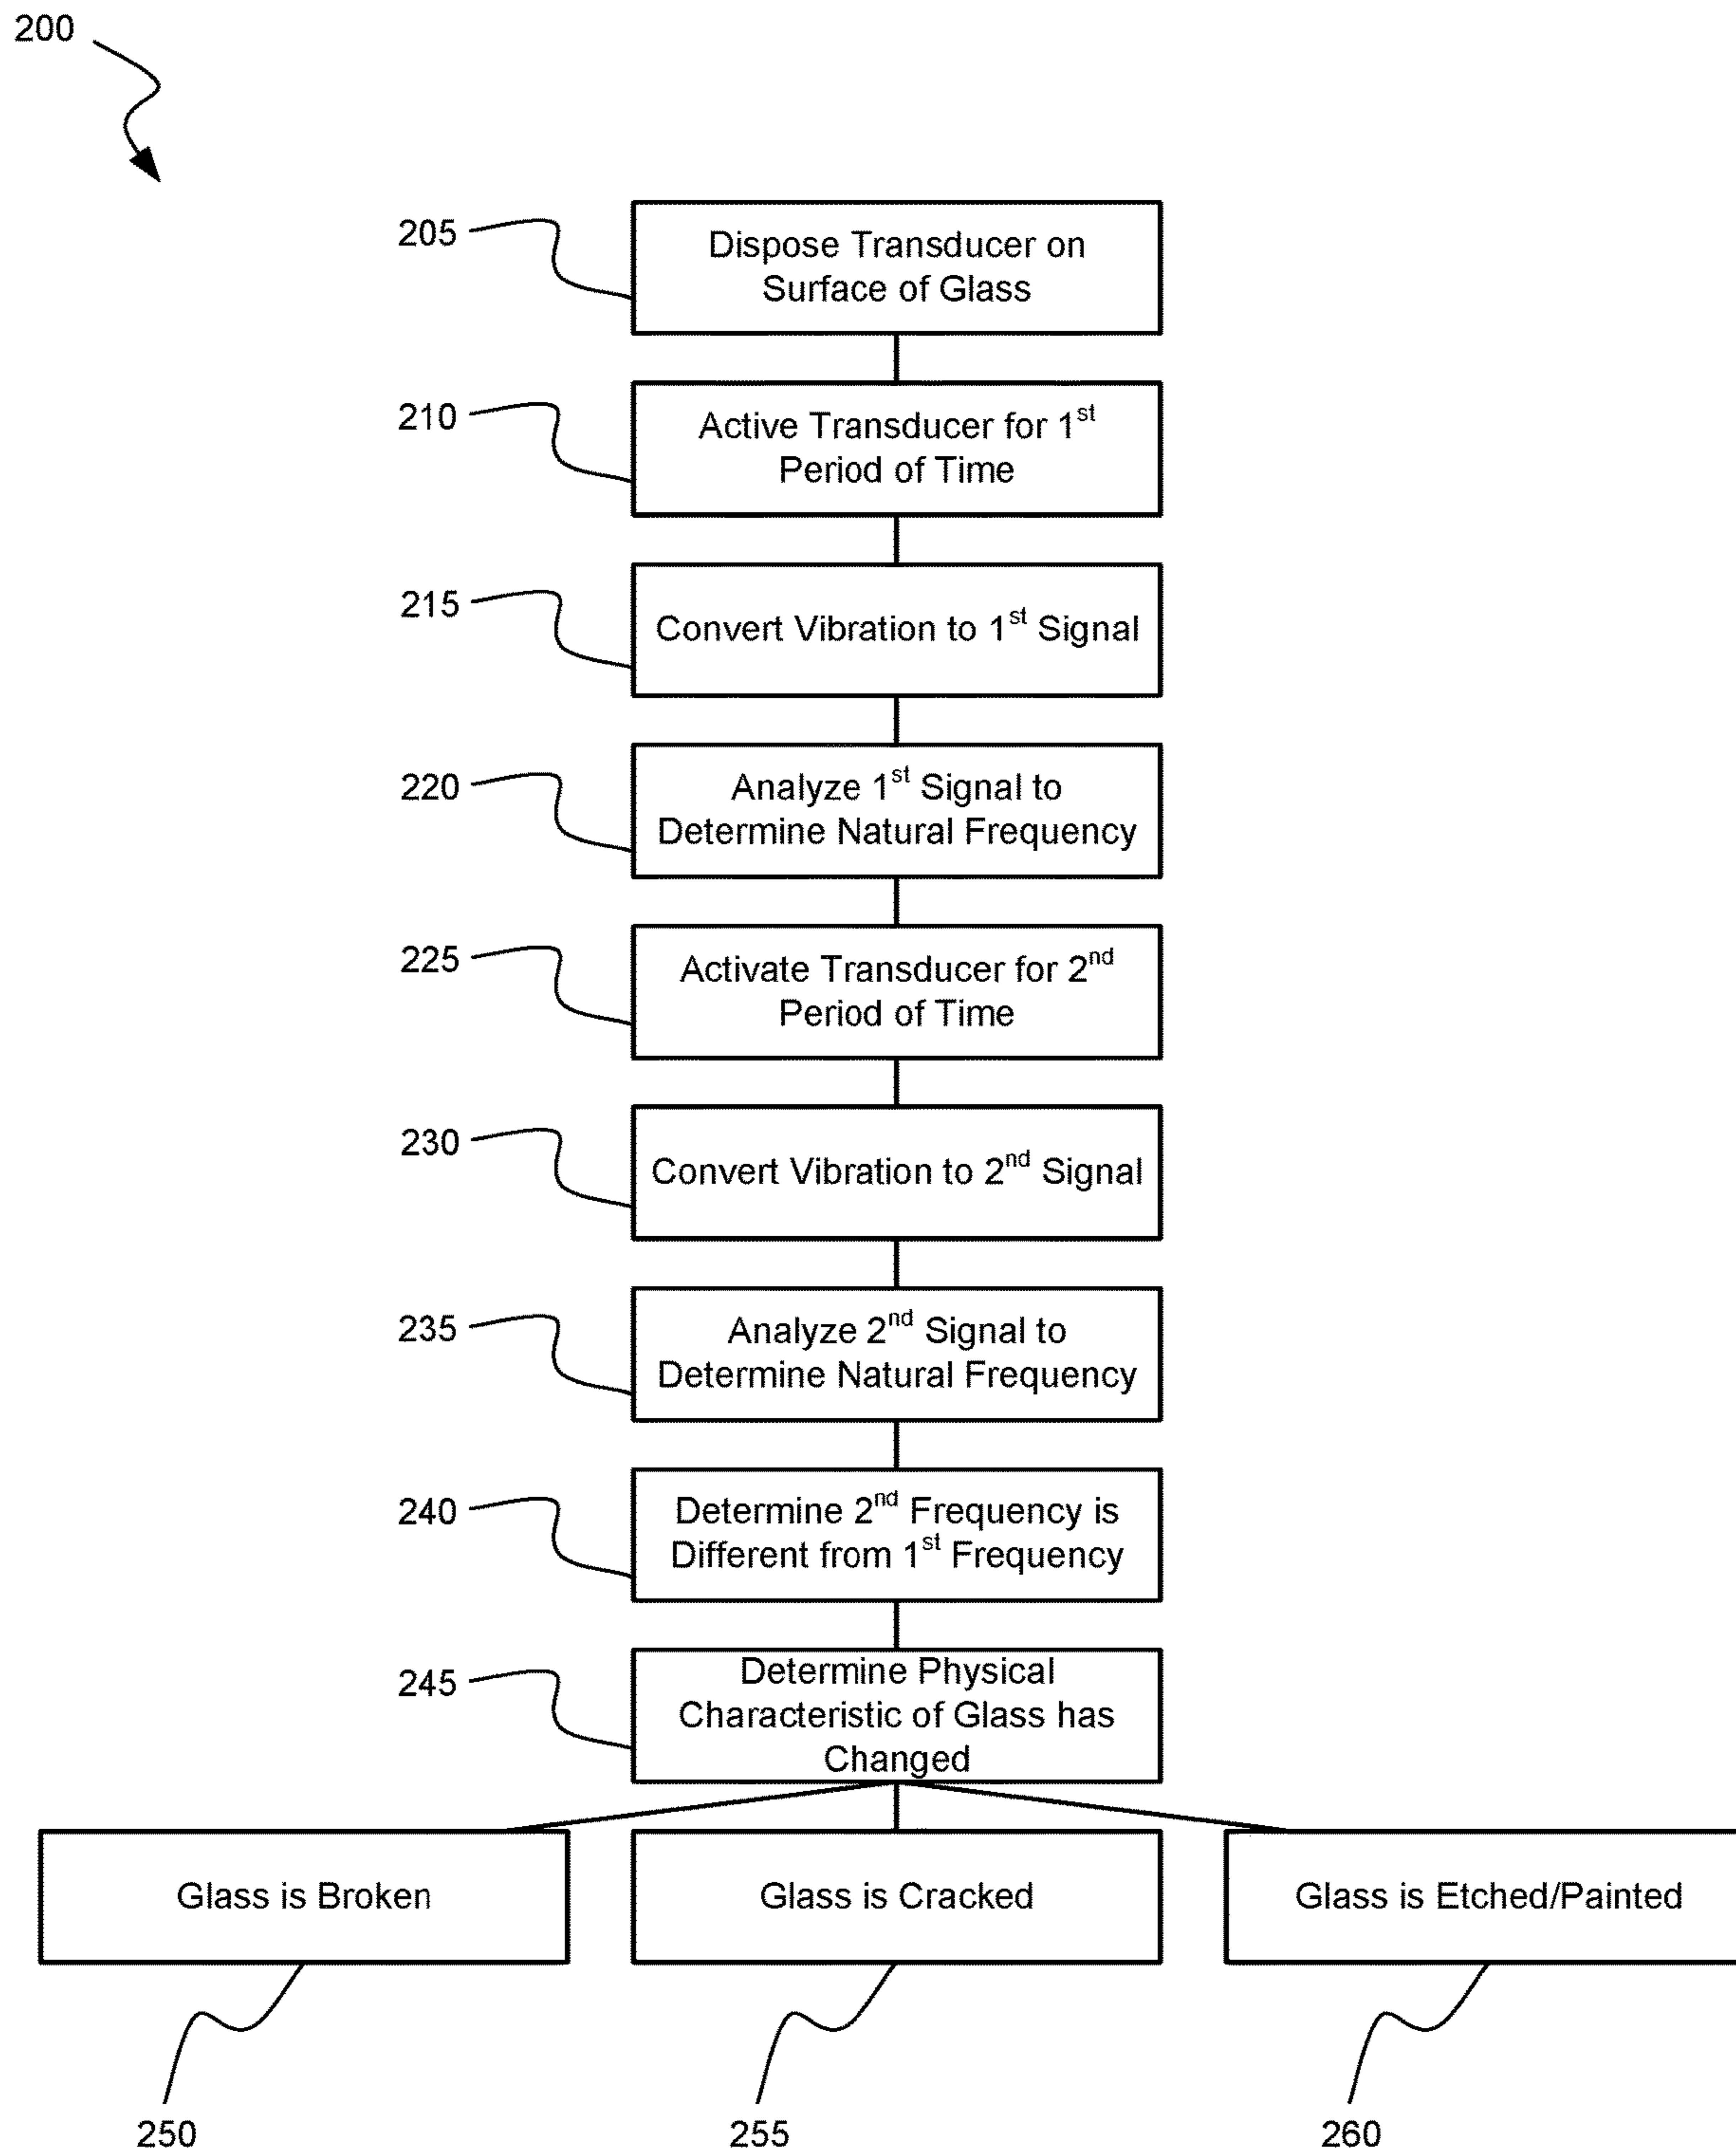 200
205
Dispose Transducer on
Surface of Glass
210
Active Transducer for 1st
Period of Time
215
Convert Vibration to 1st Signal
220
Analyze 1st Signal to
Determine Natural Frequency
225
Activate Transducer for 2nd
Period of Time
230
Convert Vibration to 2nd Signal
235
Analyze 2nd Signal to
Determine Natural Frequency
240
Determine 2nd Frequency is
Different from 1st Frequency
245
Determine Physical
Characteristic of Glass has
Changed
Glass is Broken
Glass is Cracked
Glass is Etched/Painted
250
255
260